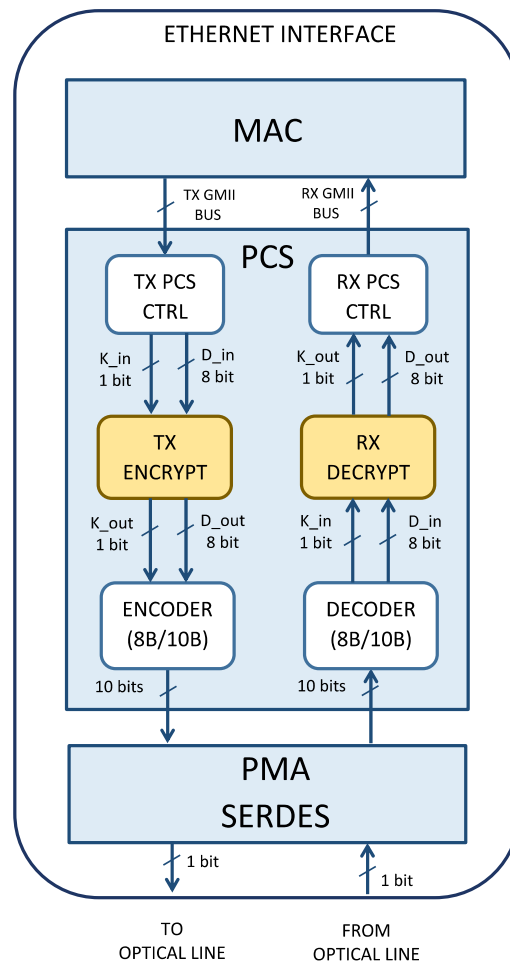 ETHERNET INTERFACE
MAC
TX GMII
BUS
RX GMII
BUS
PCS
TX PCS
CTRL
RX PCS
CTRL
K_in
1 bit
D_in
8 bit
K_out
1 bit
D_out
8 bit
TX
ENCRYPT
RX
DECRYPT
K_out
1 bit
D_out
8 bit
K_in
1 bit
D_in
8 bit
ENCODER
(8B/10B)
DECODER
(8B/10B)
10 bits
10 bits
PMA
SERDES
1 bit
1 bit
TO
OPTICAL LINE
FROM
OPTICAL LINE